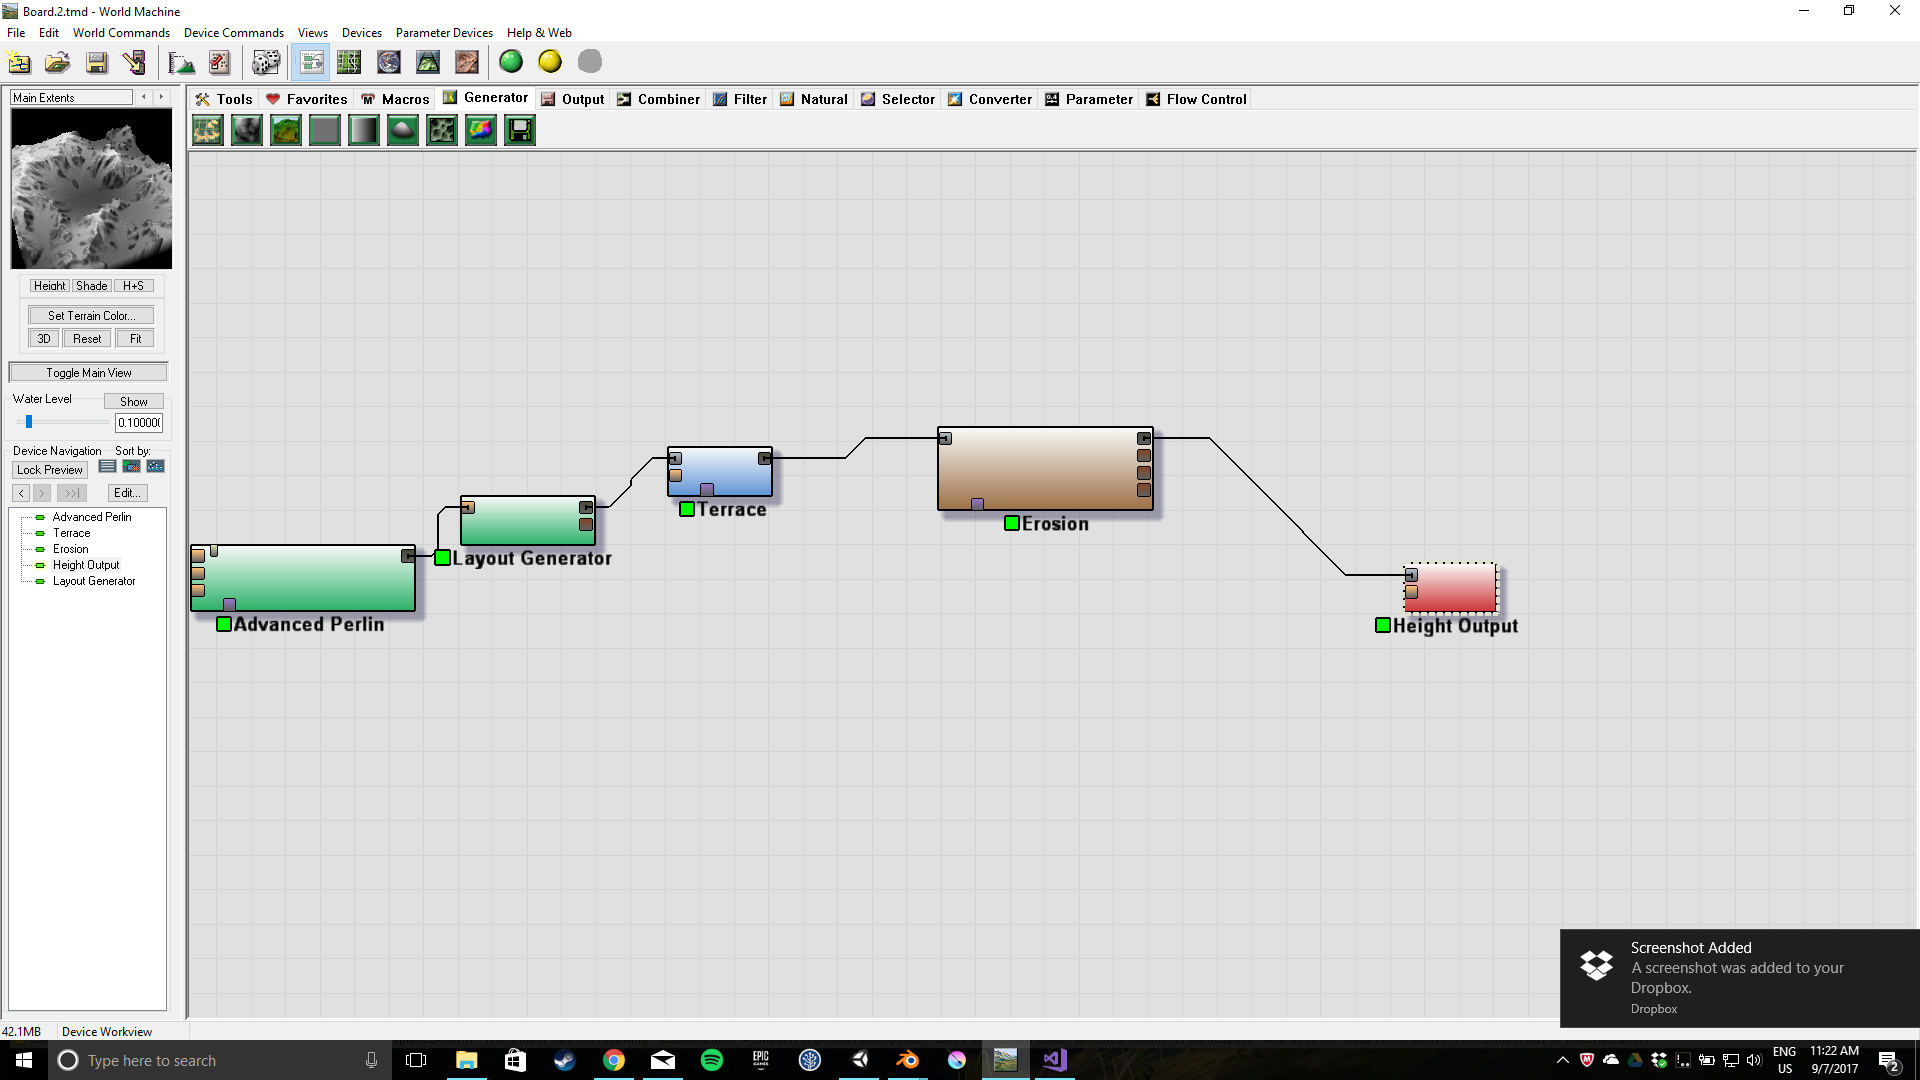 Board.2.tmd - World Machine
File Edit World Commands Device Commands Views Devices Parameter Devices Help & Web
Main Extents
Tools Favorites Macros Generator Output Combiner Filter Natural Selector Converter Parameter Flow Control
Height Shade H+S
Set Terrain Color...
3D Reset Fit
Toggle Main View
Water Level Show
0.10000(
Device Navigation Sort by:
Lock Preview
< > >>| Edit...
Advanced Perlin
Terrace
Erosion
Height Output
Layout Generator
Terrace
Erosion
Layout Generator
Advanced Perlin
Height Output
Screenshot Added
A screenshot was added to your
Dropbox.
Dropbox
42.1MB Device Workview
Type here to search
EPIC
GAMES
ENG
US
11:22 AM
9/7/2017
2